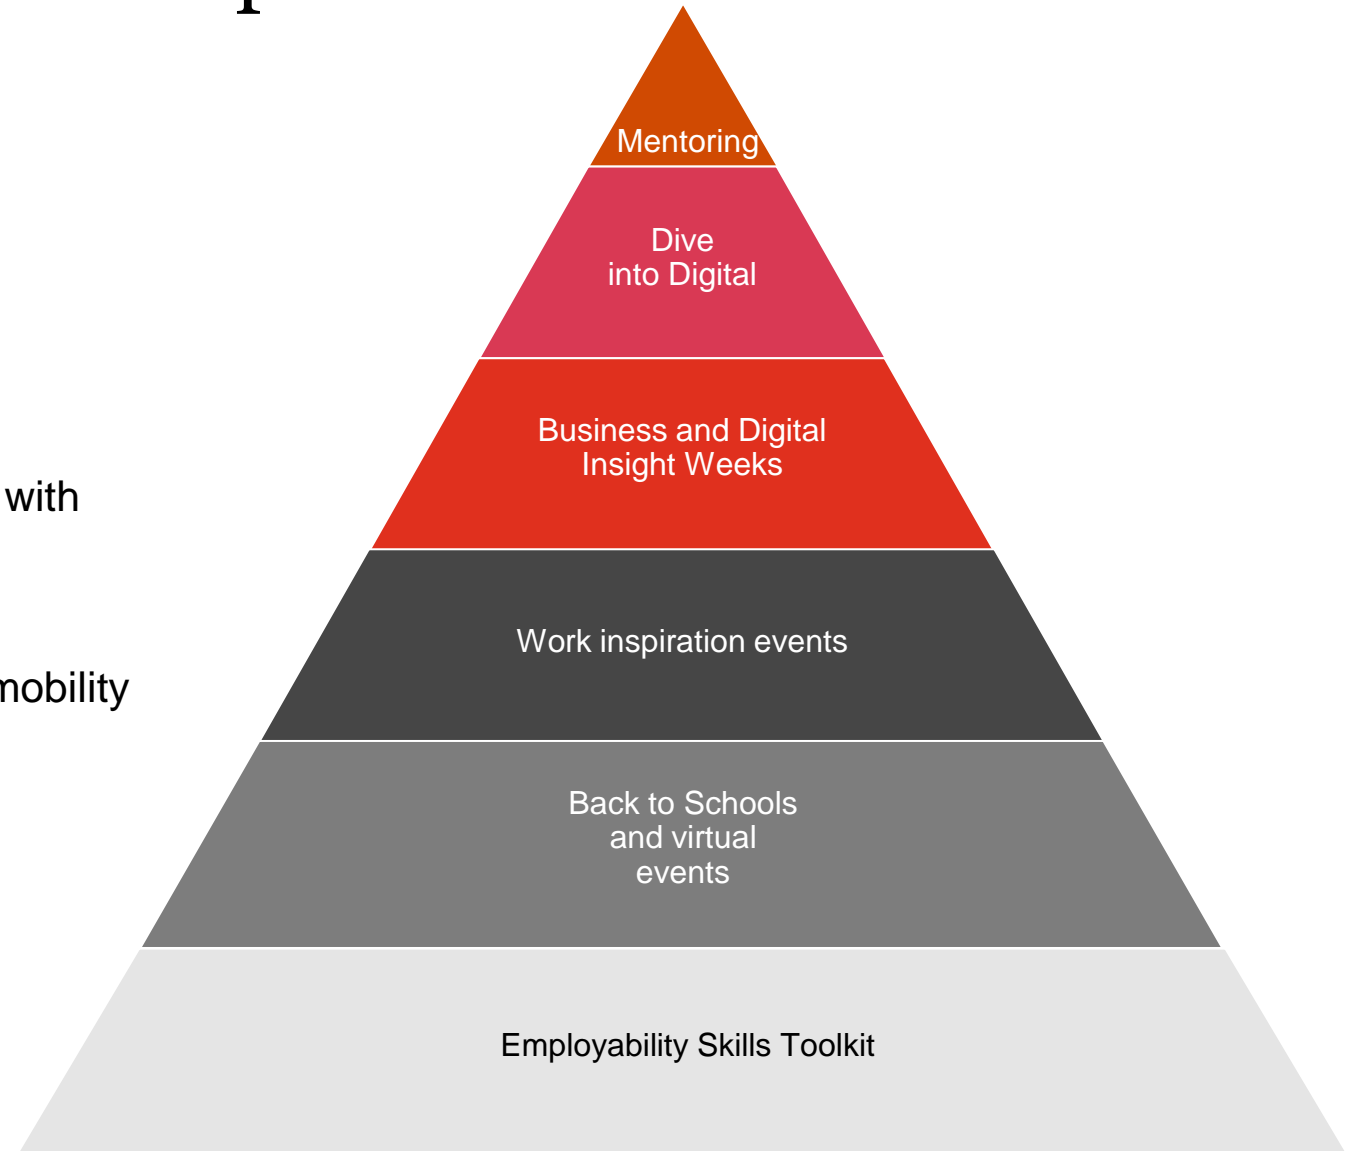 Mentoring
Dive
into Digital
Business and Digital
Insight Weeks
with
Work inspiration events
mobility
Back to Schools
and virtual
events
Employability Skills Toolkit